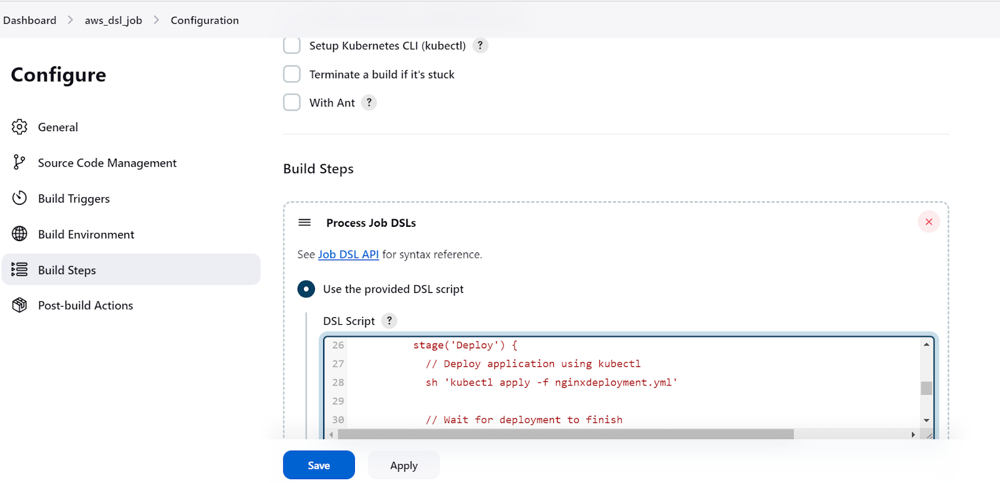 Dashboard > aws_dsl_job > Configuration
Configure
General
Source Code Management
Build Triggers
Build Environment
Build Steps
Post-build Actions
Setup Kubernetes CLI (kubectl) ?
Terminate a build if it's stuck
With Ant ?
Build Steps
Process Job DSLs
See Job DSL API for syntax reference.
Use the provided DSL script
DSL Script ?
26 stage('Deploy') {
27 // Deploy application using kubectl
28 sh 'kubectl apply -f nginxdeployment.yml'
29
30 // Wait for deployment to finish
Save Apply